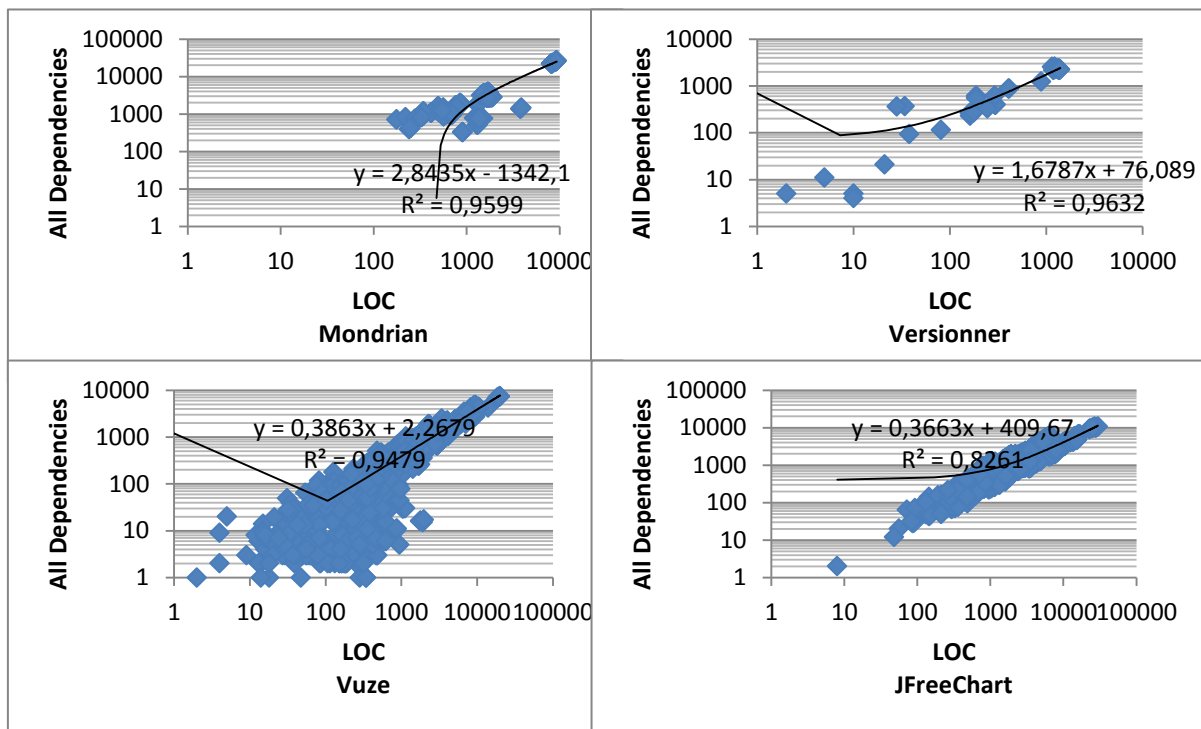 All Dependencies
100000
10000
1000
100
10
1
y = 2,8435x - 1342,1
R² = 0,9599
1 10 100 1000 10000
LOC
Mondrian
All Dependencies
10000
1000
100
10
1
y = 1,6787x + 76,089
R² = 0,9632
1 10 100 1000 10000
LOC
Versionner
All Dependencies
10000
1000
100
10
1
y = 0,3863x + 2,2679
R² = 0,9479
1 10 100 1000 10000 100000
LOC
Vuze
All Dependencies
100000
10000
1000
100
10
1
y = 0,3663x + 409,67
R² = 0,8261
1 10 100 1000 10000 100000
LOC
JFreeChart